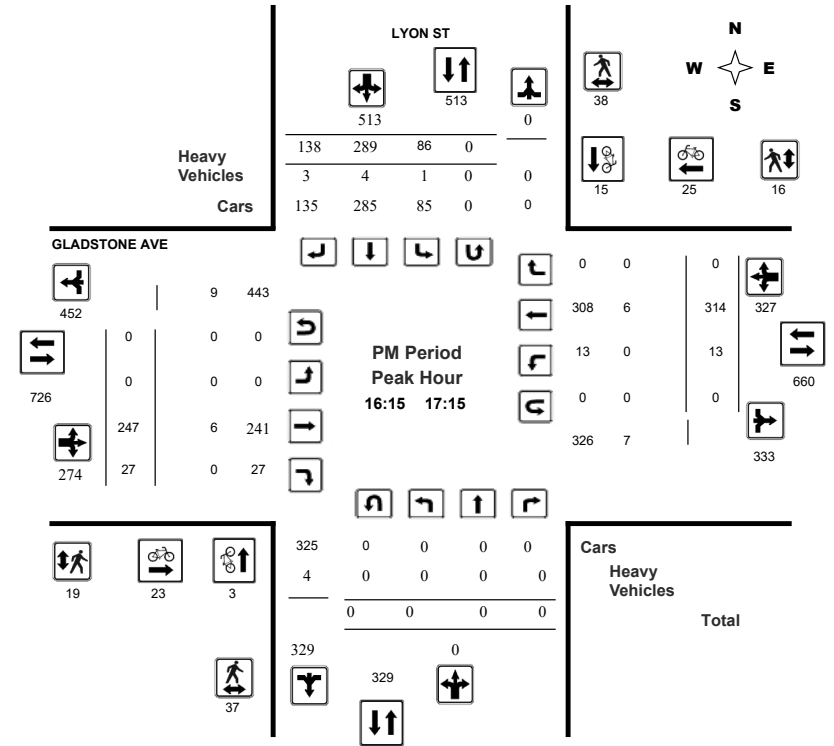 LYON ST
N
W E
S
513
38
513 0
138 289 86 0
Heavy
Vehicles 3 4 1 0 0
15 25 16
Cars 135 285 85 0 0
GLADSTONE AVE
0 0 0
452 9 443
308 6 314 327
0 0 0
PM Period
Peak Hour
16:15 17:15
13 0 13
726
0 0 0
660
0 0 0
247 6 241
326 7
333
274 27 0 27
325 0 0 0 0
Cars
19 23 3
4 0 0 0 0
Heavy
Vehicles
0 0 0 0
Total
329 0
329
37